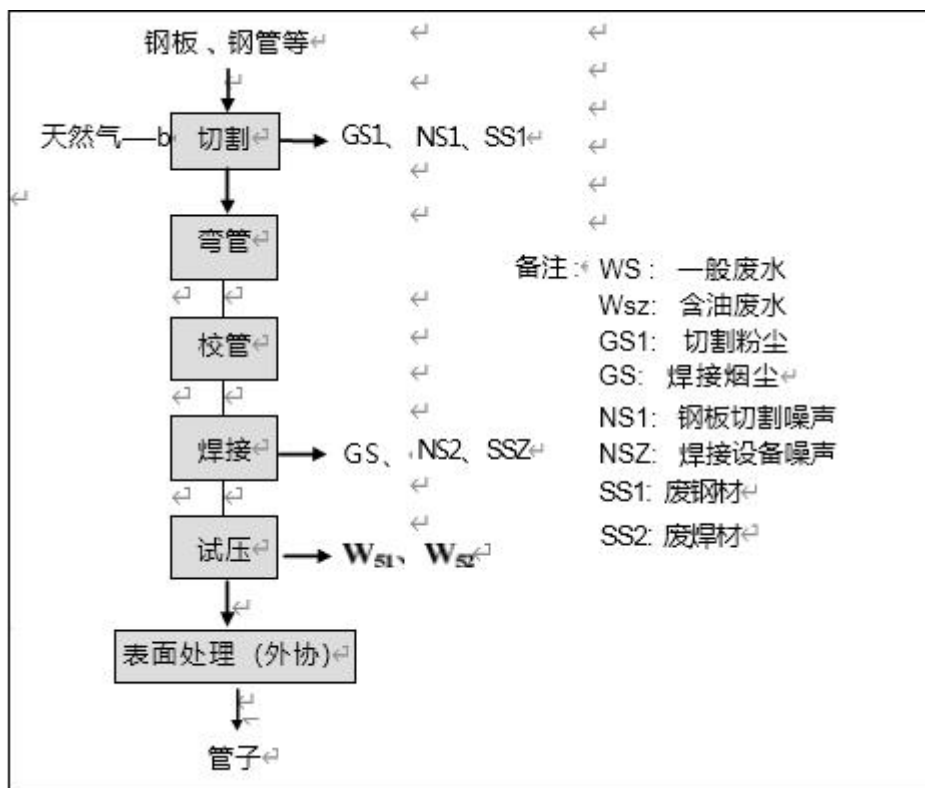 钢板、钢管等
天然气—b 切割 GS1、 NS1、SS1
弯管
校管
焊接 GS、 NS2、SSZ
试压 W51、W52
表面处理（外协）
管子
备注: WS: 一般废水
Wsz: 含油废水
GS1: 切割粉尘
GS: 焊接烟尘
NS1: 钢板切割噪声
NSZ: 焊接设备噪声
SS1: 废钢材
SS2: 废焊材